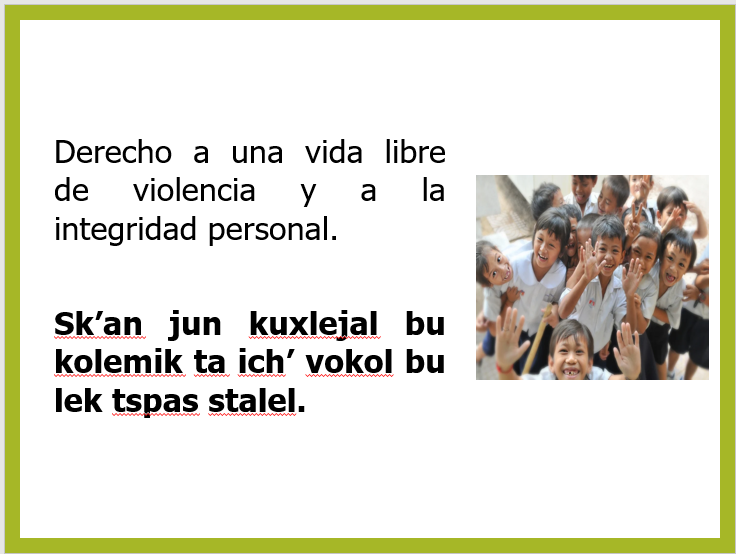 Derecho a una vida libre
de violencia y a la
integridad personal.
Sk’an jun kuxlejal bu
kolemik ta ich’ vokol bu
lek tspas stalel.